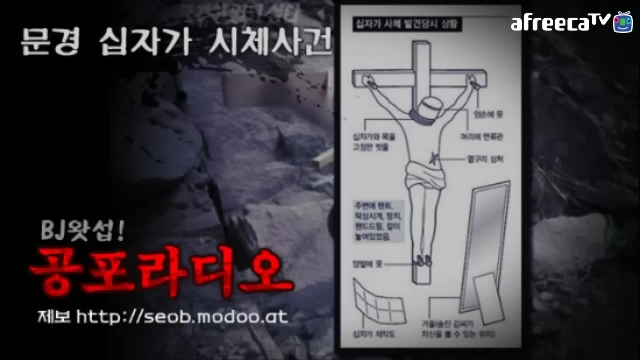 afreecaTV
문경 십자가 시체사건
십자가 사체 발견당시 상황
양손에 못
십자가와 목을
고정한 밧줄
머리에 면류관
옆구리 상처
주변에 텐트,
탁상시계, 망치,
핸드드릴, 칼이
놓여있었음.
양발에 못
십자가 제작도
거울(숨진 김씨가
자신을 볼 수 있는 위치)
BJ왓섭!
공포라디오
제보 http://seob.modoo.at